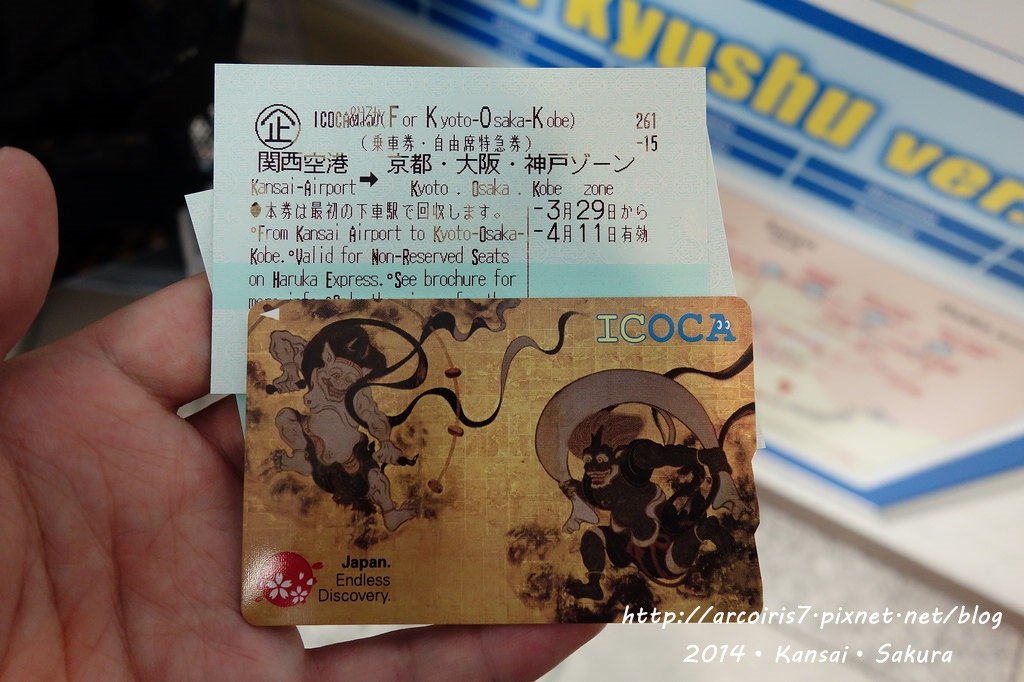 Kyushu ver.
企 ICOCA (For Kyoto-Osaka-Kobe) 261
(乗車券・自由席特急券) -15
関西空港 ➡ 京都・大阪・神戸ゾーン
Kansai-Airport Kyoto . Osaka . Kobe zone
●本券は最初の下車駅で回収します。 -3月29日から
°From Kansai Airport to Kyoto-Osaka- -4月11日有効
Kobe.°Valid for Non-Reserved Seats
on Haruka Express.°See brochure for
ICOCA
Japan.
Endless
Discovery.
http://arcoiris7.pixnet.net/blog
2014・Kansai・Sakura